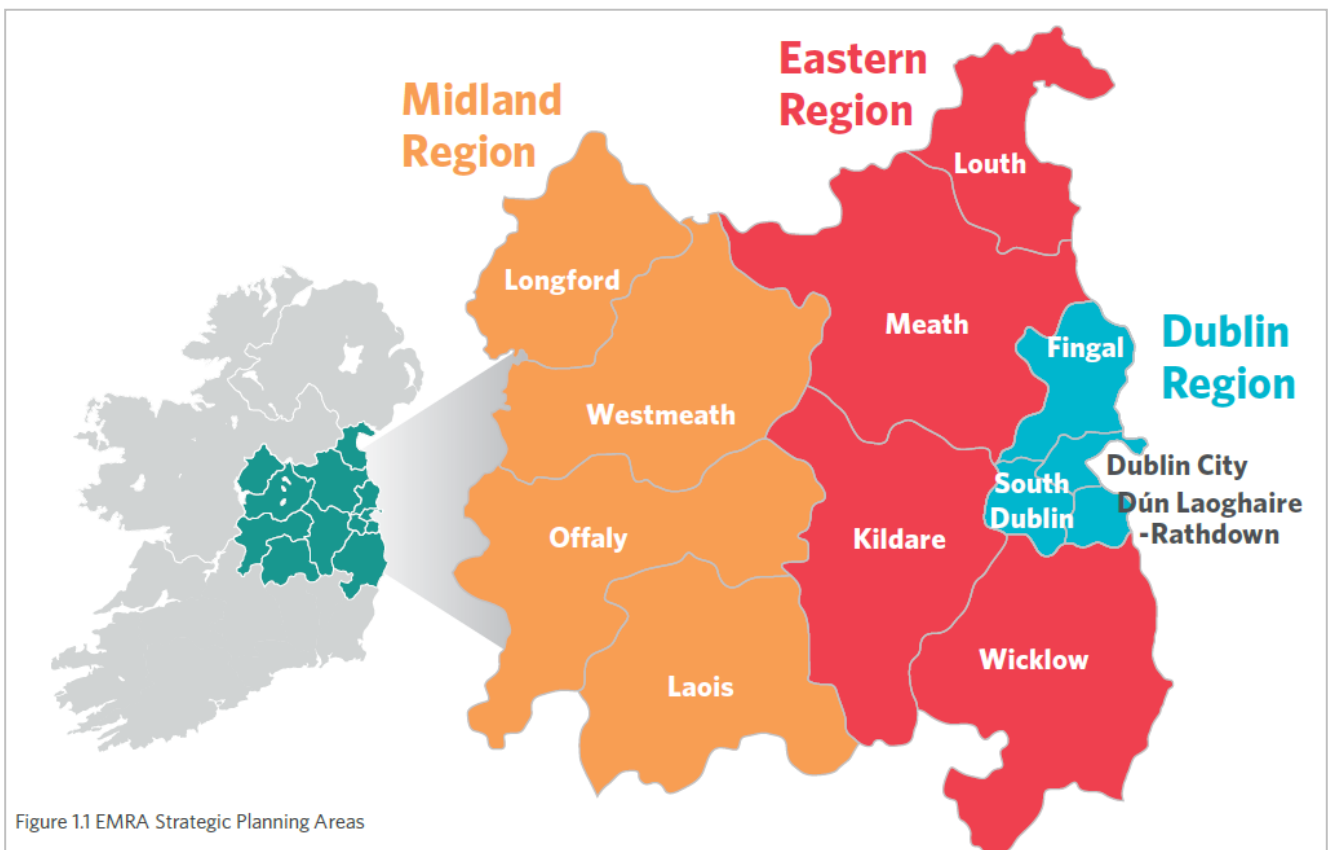 Midland
Region
Eastern
Region
Louth
Longford
Meath
Fingal
Dublin
Region
Westmeath
Dublin City
South
Dublin
Dún Laoghaire
-Rathdown
Offaly
Kildare
Wicklow
Laois
Figure 1.1 EMRA Strategic Planning Areas